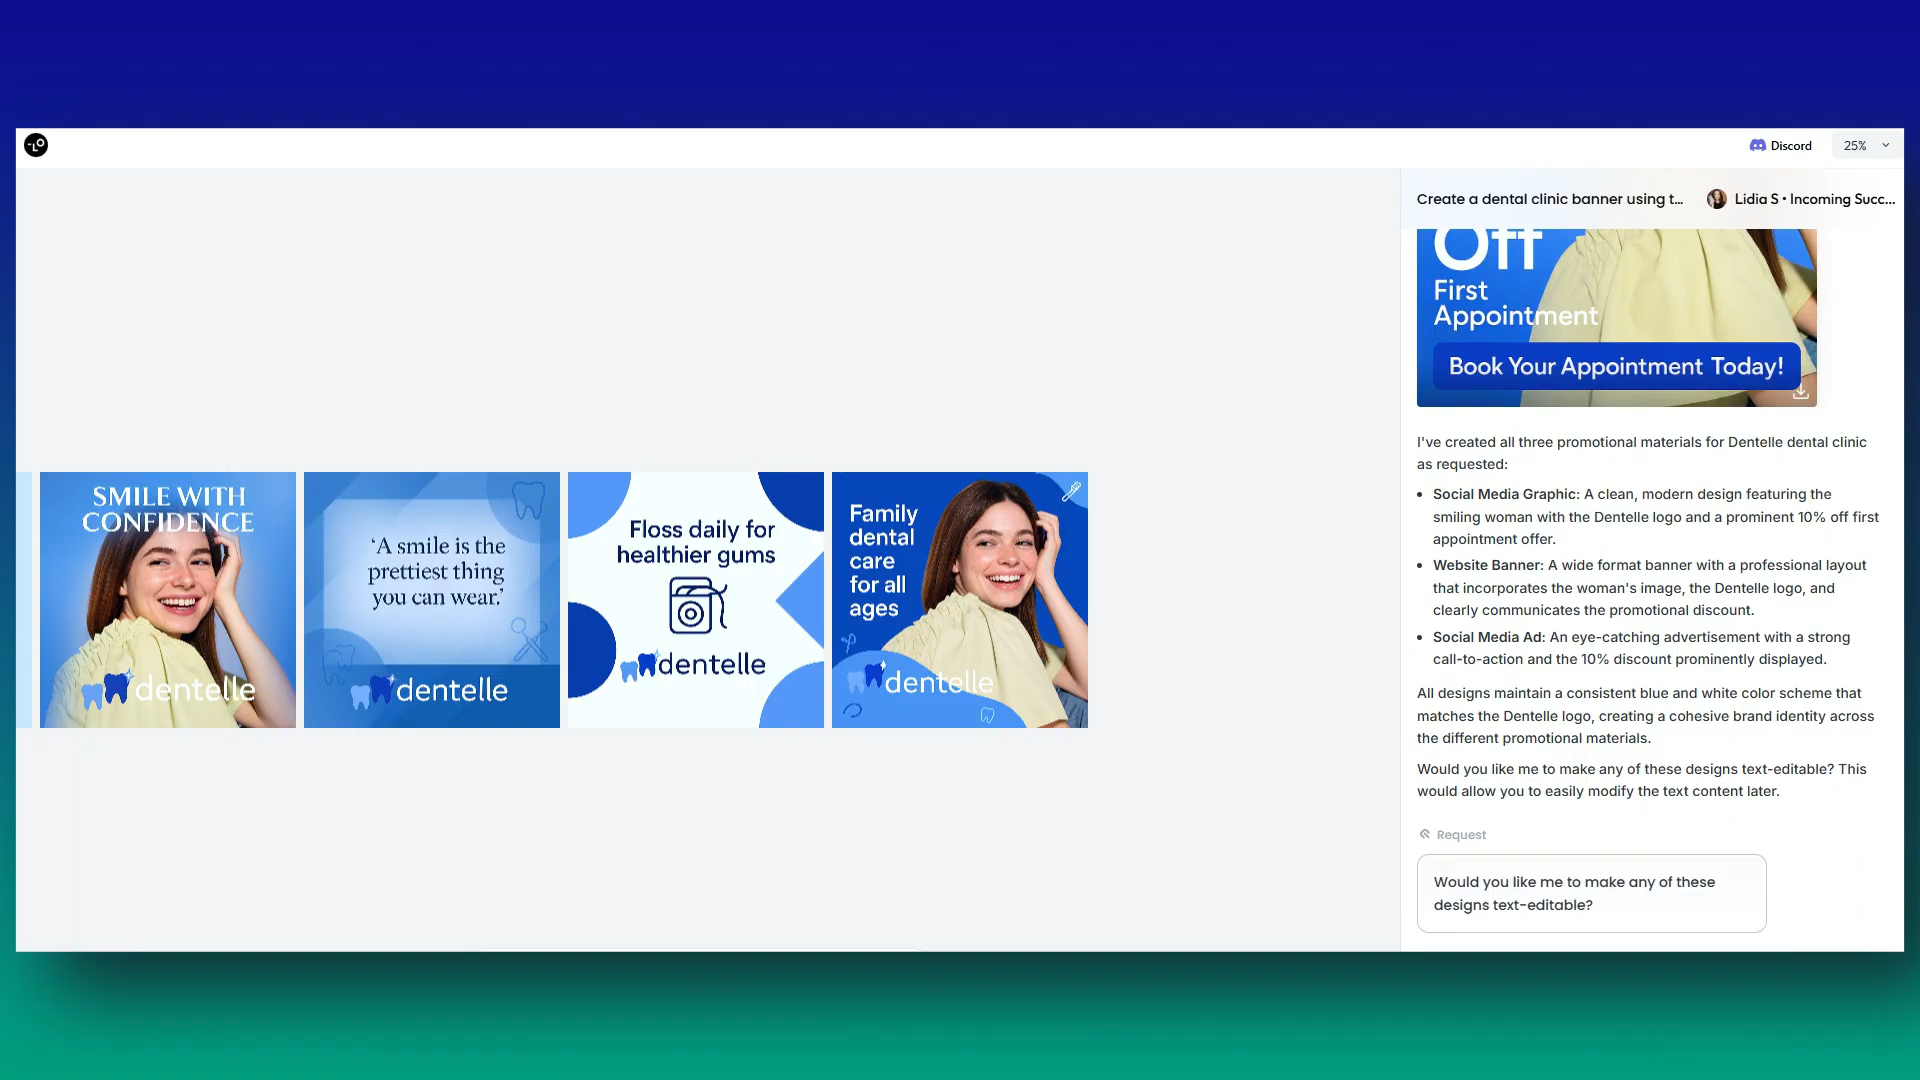 Discord
25%
Create a dental clinic banner using t...
Lidia S • Incoming Succ...
SMILE WITH
CONFIDENCE
dentelle
'A smile is the
prettiest thing
you can wear.'
dentelle
Floss daily for
healthier gums
dentelle
Family
dental
care
for all
ages
dentelle
Off
First
Appointment
Book Your Appointment Today!
I've created all three promotional materials for Dentelle dental clinic
as requested:
• Social Media Graphic: A clean, modern design featuring the
smiling woman with the Dentelle logo and a prominent 10% off first
appointment offer.
• Website Banner: A wide format banner with a professional layout
that incorporates the woman's image, the Dentelle logo, and
clearly communicates the promotional discount.
• Social Media Ad: An eye-catching advertisement with a strong
call-to-action and the 10% discount prominently displayed.
All designs maintain a consistent blue and white color scheme that
matches the Dentelle logo, creating a cohesive brand identity across
the different promotional materials.
Would you like me to make any of these designs text-editable? This
would allow you to easily modify the text content later.
Request
Would you like me to make any of these
designs text-editable?